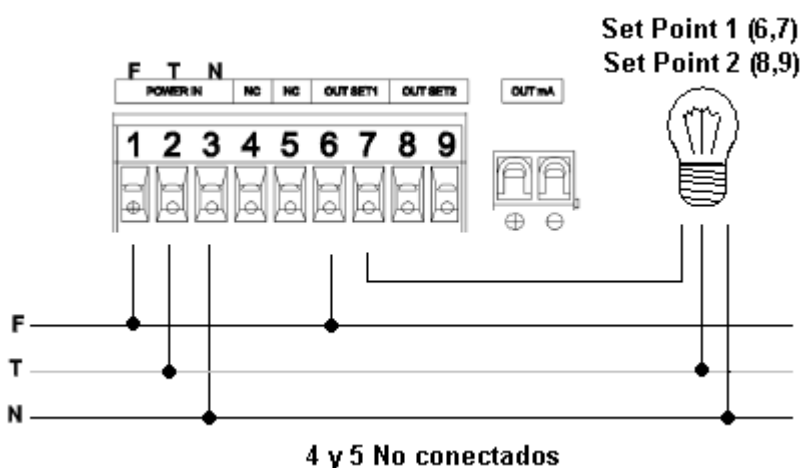 Set Point 1 (6,7)
Set Point 2 (8,9)
F T N
POWER IN NC NC OUT SET1 OUT SET2 OUT mA
1 2 3 4 5 6 7 8 9
F
T
N
4 y 5 No conectados